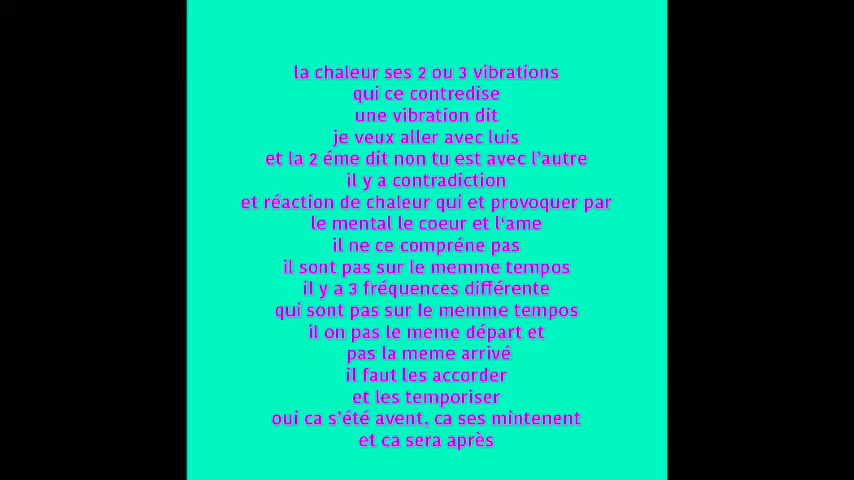 la chaleur ses 2 ou 3 vibrations
qui ce contredise
une vibration dit
je veux aller avec luis
et la 2 éme dit non tu est avec l'autre
il y a contradiction
et réaction de chaleur qui et provoquer par
le mental le coeur et l'ame
il ne ce compréne pas
il sont pas sur le memme tempos
il y a 3 fréquences différente
qui sont pas sur le memme tempos
il on pas le meme départ et
pas la meme arrivé
il faut les accorder
et les temporiser
oui ca s'été avent, ca ses mintenent
et ca sera après